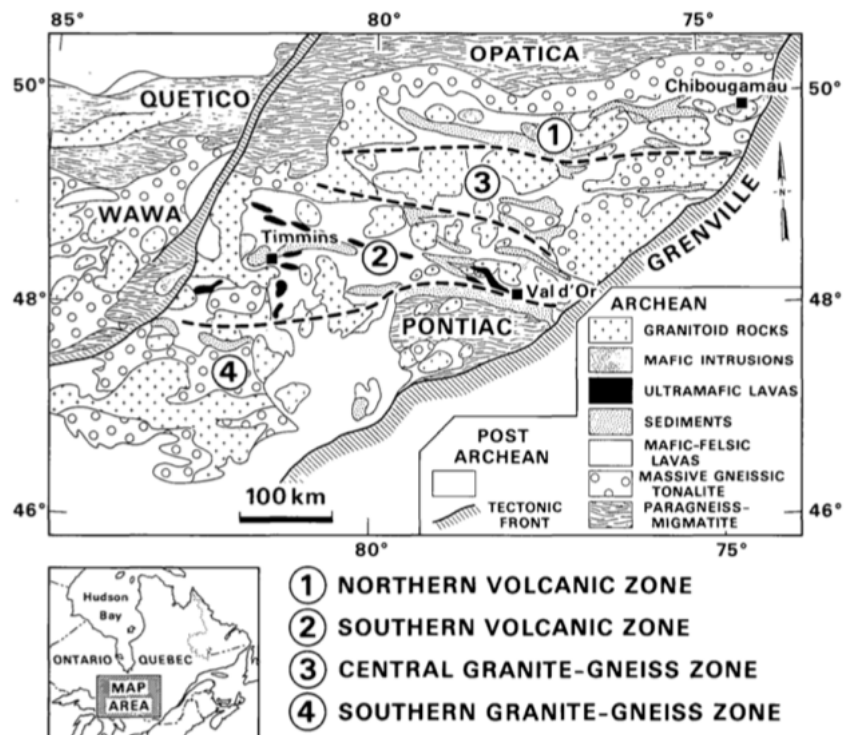 85°
80°
75°
OPATICA
50°
50°
Chibougamau
QUETICO
1
3
WAWA
N
GRENVILLE
Timmins
2
Val d'Or
48°
48°
PONTIAC
4
ARCHEAN
GRANITOID ROCKS
MAFIC INTRUSIONS
ULTRAMAFIC LAVAS
SEDIMENTS
MAFIC-FELSIC
LAVAS
MASSIVE GNEISSIC
TONALITE
PARAGNEISS-
MIGMATITE
POST
ARCHEAN
TECTONIC
FRONT
100 km
46°
46°
80°
75°
Hudson
Bay
ONTARIO
QUEBEC
MAP
AREA
1 NORTHERN VOLCANIC ZONE
2 SOUTHERN VOLCANIC ZONE
3 CENTRAL GRANITE-GNEISS ZONE
4 SOUTHERN GRANITE-GNEISS ZONE